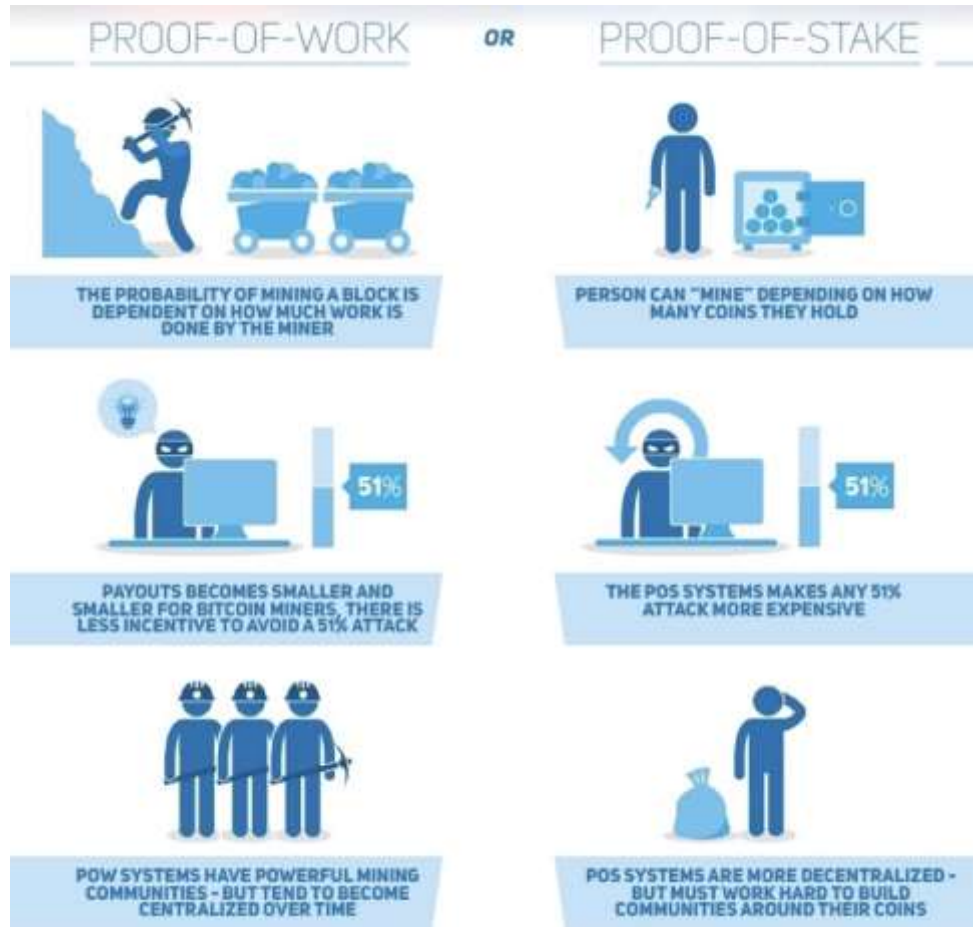 PROOF-OF-WORK OR PROOF-OF-STAKE
THE PROBABILITY OF MINING A BLOCK IS
DEPENDENT ON HOW MUCH WORK IS
DONE BY THE MINER
PERSON CAN "MINE" DEPENDING ON HOW
MANY COINS THEY HOLD
51%
51%
PAYOUTS BECOMES SMALLER AND
SMALLER FOR BITCOIN MINERS, THERE IS
LESS INCENTIVE TO AVOID A 51% ATTACK
THE POS SYSTEMS MAKES ANY 51%
ATTACK MORE EXPENSIVE
POW SYSTEMS HAVE POWERFUL MINING
COMMUNITIES - BUT TEND TO BECOME
CENTRALIZED OVER TIME
POS SYSTEMS ARE MORE DECENTRALIZED -
BUT MUST WORK HARD TO BUILD
COMMUNITIES AROUND THEIR COINS